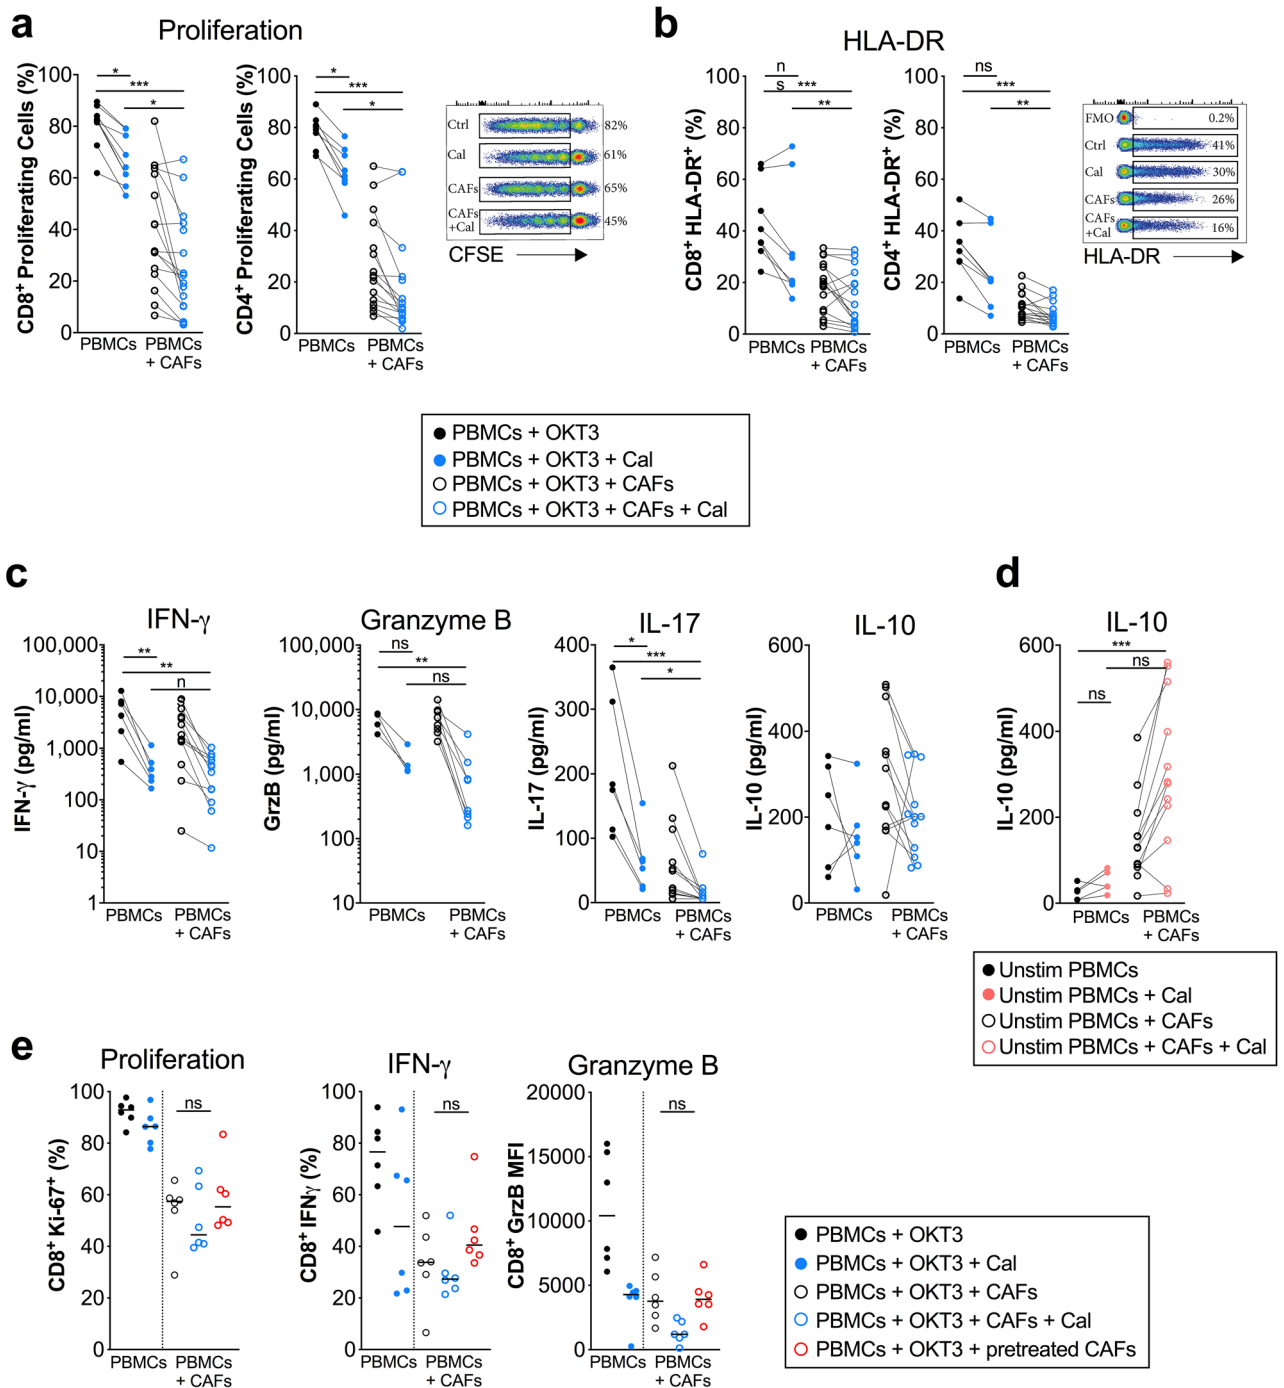 a
Proliferation
CD8+ Proliferating Cells (%)
100
80
60
40
20
0
*
***
*
PBMCs
PBMCs
+ CAFs
CD4+ Proliferating Cells (%)
100
80
60
40
20
0
*
***
*
PBMCs
PBMCs
+ CAFs
Ctrl 82%
Cal 61%
CAFs 65%
CAFs
+Cal 45%
CFSE
b
HLA-DR
CD8+ HLA-DR+ (%)
100
80
60
40
20
0
n
s ***
**
PBMCs
PBMCs
+ CAFs
CD4+ HLA-DR+ (%)
100
80
60
40
20
0
ns
***
**
PBMCs
PBMCs
+ CAFs
FMO 0.2%
Ctrl 41%
Cal 30%
CAFs 26%
CAFs
+Cal 16%
HLA-DR
PBMCs + OKT3
PBMCs + OKT3 + Cal
PBMCs + OKT3 + CAFs
PBMCs + OKT3 + CAFs + Cal
c
IFN-γ
IFN-γ (pg/ml)
100,000
10,000
1,000
100
10
1
**
**
n
PBMCs
PBMCs
+ CAFs
Granzyme B
GrzB (pg/ml)
100,000
10,000
1,000
100
10
ns
**
ns
PBMCs
PBMCs
+ CAFs
IL-17
IL-17 (pg/ml)
400
300
200
100
0
*
***
*
PBMCs
PBMCs
+ CAFs
IL-10
IL-10 (pg/ml)
600
400
200
0
PBMCs
PBMCs
+ CAFs
d
IL-10
IL-10 (pg/ml)
600
400
200
0
***
ns
ns
PBMCs
PBMCs
+ CAFs
Unstim PBMCs
Unstim PBMCs + Cal
Unstim PBMCs + CAFs
Unstim PBMCs + CAFs + Cal
e
Proliferation
CD8+ Ki-67+ (%)
100
80
60
40
20
0
ns
PBMCs
PBMCs
+ CAFs
IFN-γ
CD8+ IFNγ (%)
100
80
60
40
20
0
ns
PBMCs
PBMCs
+ CAFs
Granzyme B
CD8+ GrzB MFI
20000
15000
10000
5000
0
ns
PBMCs
PBMCs
+ CAFs
PBMCs + OKT3
PBMCs + OKT3 + Cal
PBMCs + OKT3 + CAFs
PBMCs + OKT3 + CAFs + Cal
PBMCs + OKT3 + pretreated CAFs